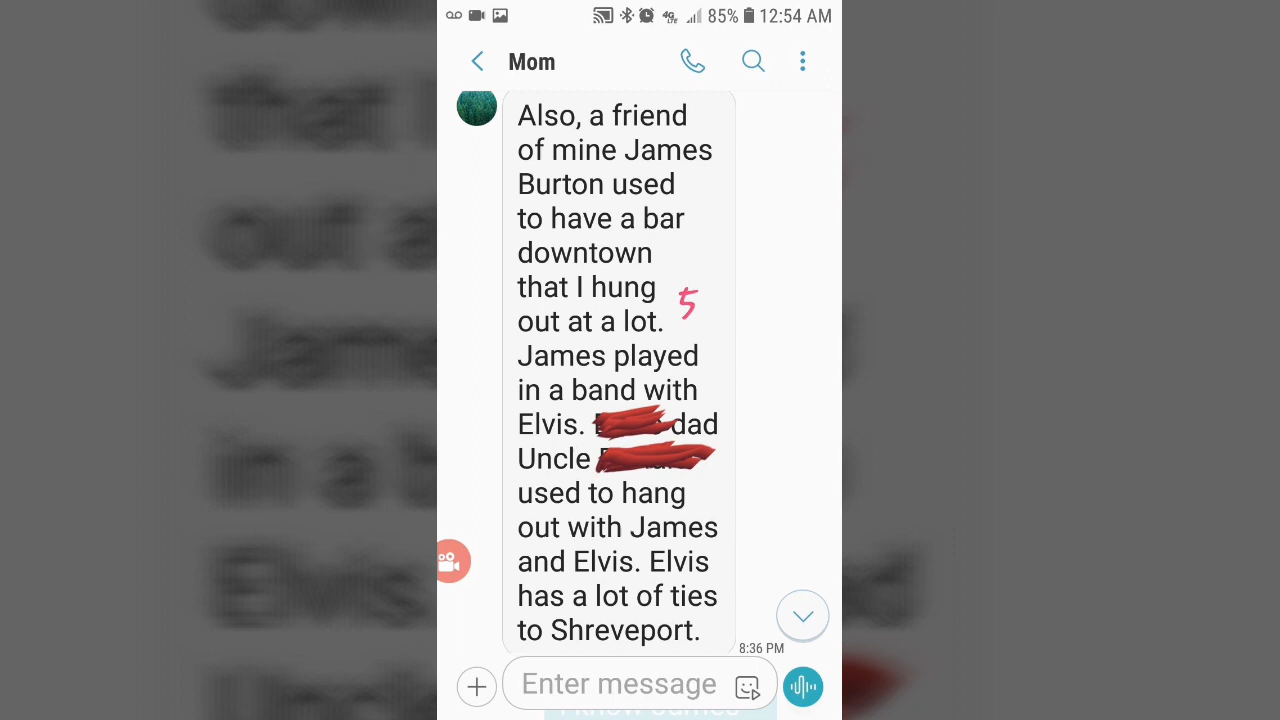 85% 12:54 AM
Mom
Also, a friend
of mine James
Burton used
to have a bar
downtown
that I hung
out at a lot.
5
James played
in a band with
Elvis. dad
Uncle
used to hang
out with James
and Elvis. Elvis
has a lot of ties
to Shreveport.
8:36 PM
Enter message